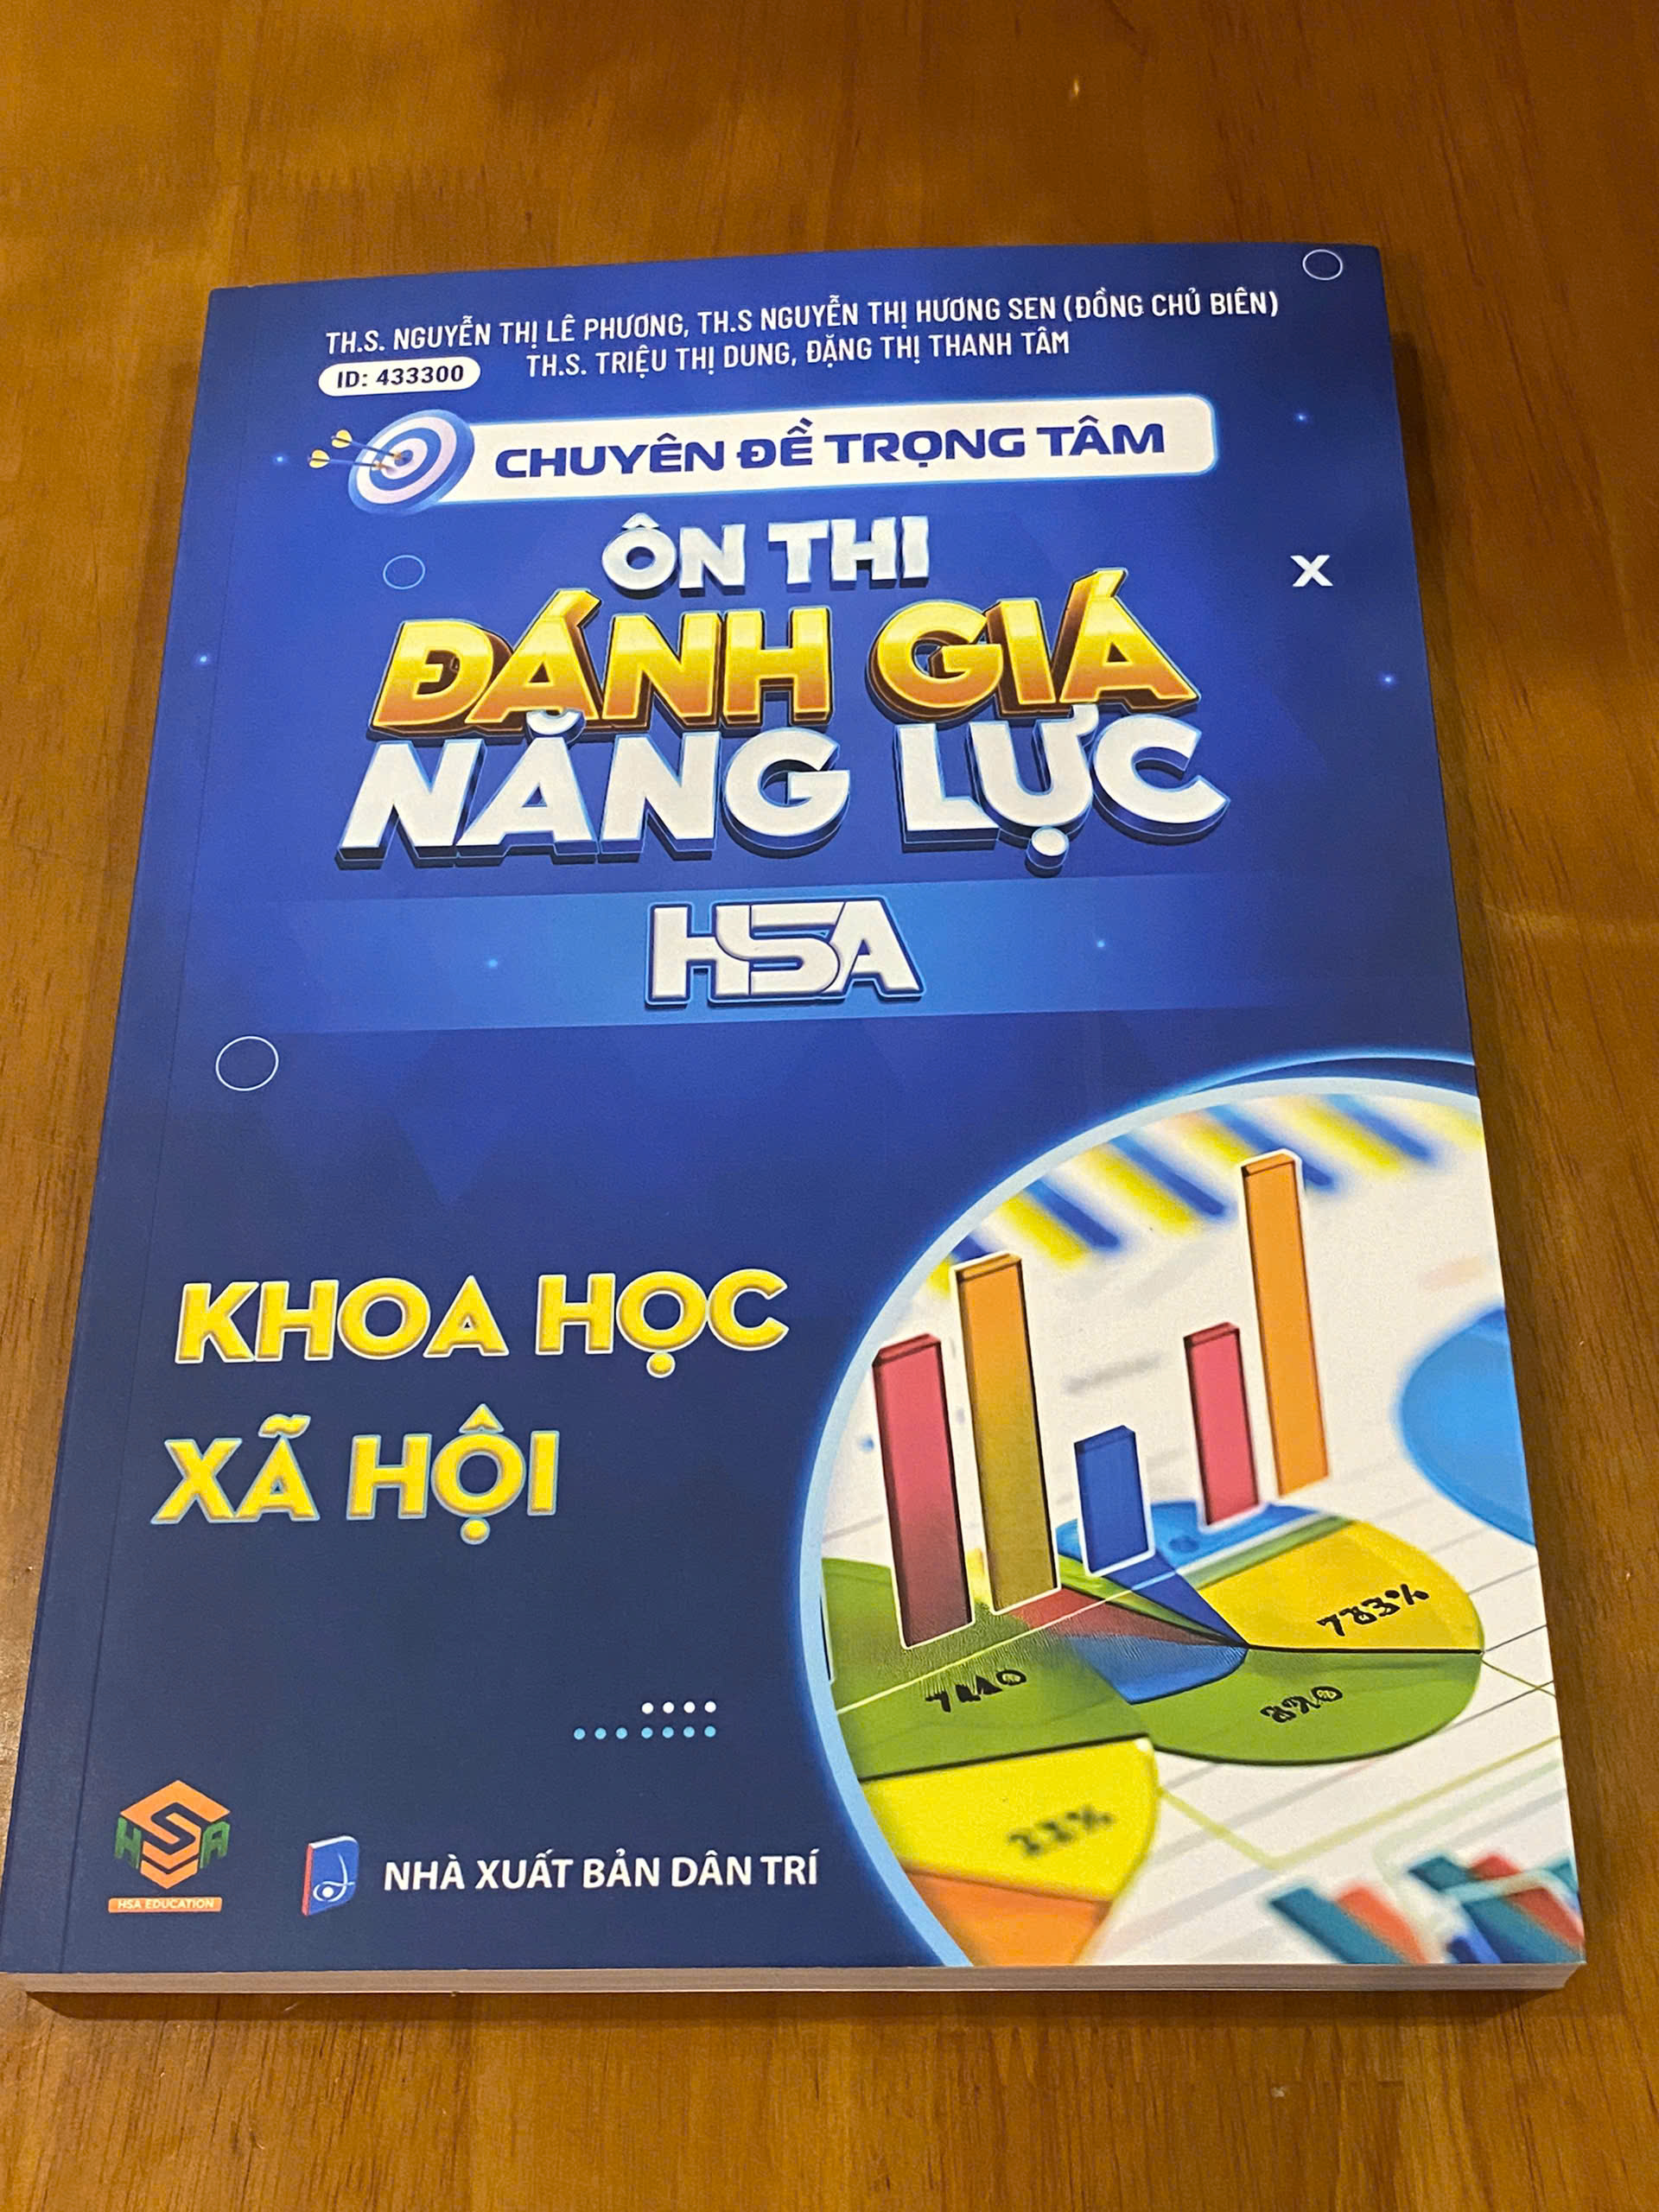 TH.S. NGUYỄN THỊ LÊ PHƯƠNG, TH.S NGUYỄN THỊ HƯƠNG SEN (ĐỒNG CHỦ BIÊN)
TH.S. TRIỆU THỊ DUNG, ĐẶNG THỊ THANH TÂM
ID: 433300
CHUYÊN ĐỀ TRỌNG TÂM
ÔN THI
ĐÁNH GIÁ
NĂNG LỰC
HSA
KHOA HỌC
XÃ HỘI
HSA
HSA EDUCATION
NHÀ XUẤT BẢN DÂN TRÍ